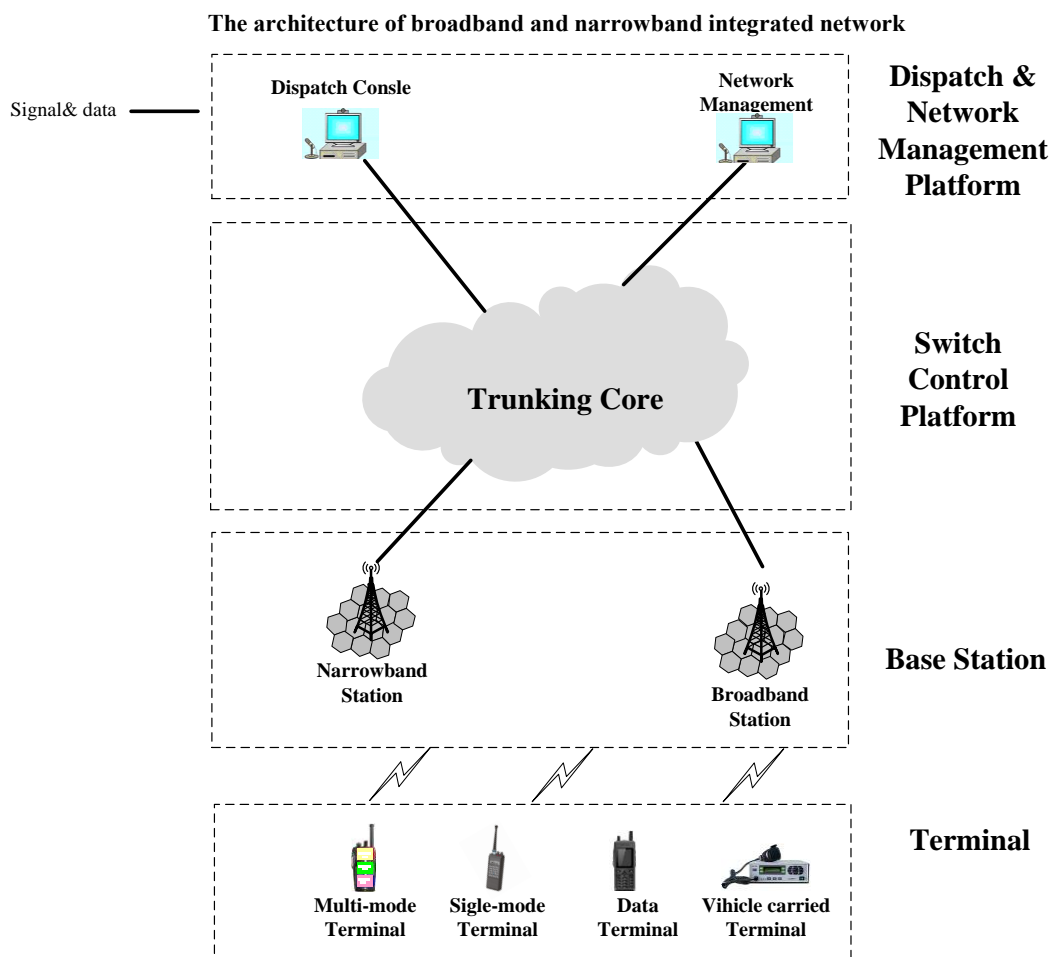 The architecture of broadband and narrowband integrated network
Signal& data
Dispatch Consle
Network
Management
Dispatch &
Network
Management
Platform
Trunking Core
Switch
Control
Platform
Narrowband
Station
Broadband
Station
Base Station
Terminal
Multi-mode
Terminal
Sigle-mode
Terminal
Data
Terminal
Vihicle carried
Terminal